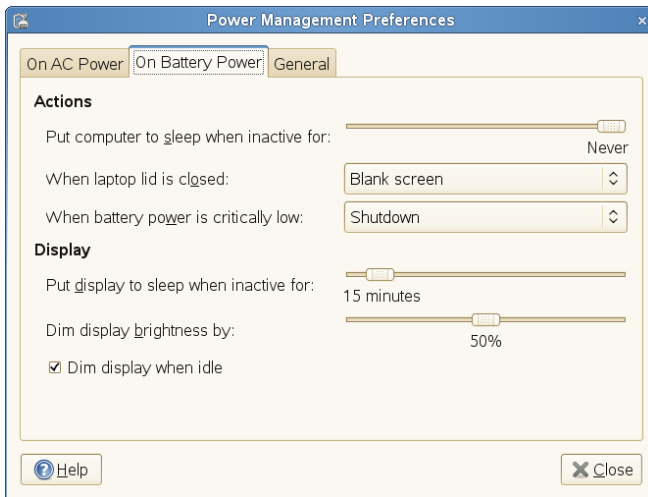 Power Management Preferences
On AC Power On Battery Power General
Actions
Put computer to sleep when inactive for:
Never
When laptop lid is closed: Blank screen
When battery power is critically low: Shutdown
Display
Put display to sleep when inactive for:
15 minutes
Dim display brightness by:
50%
Dim display when idle
Help Close